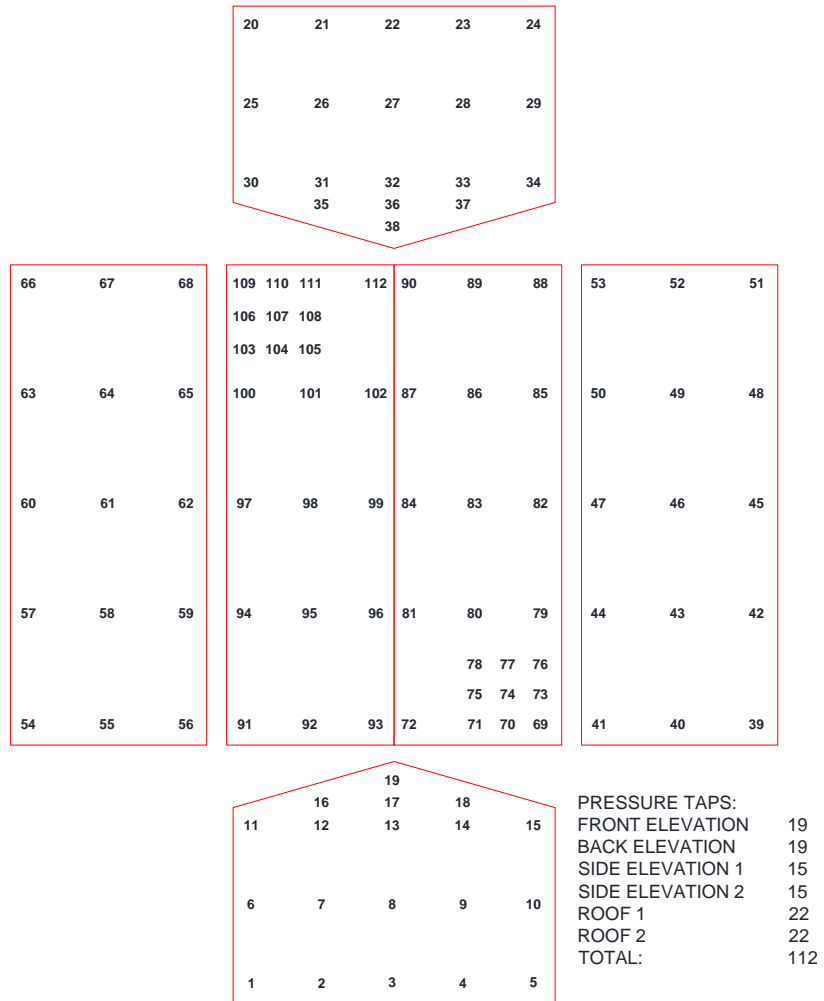 20 21 22 23 24
25 26 27 28 29
30 31 32 33 34
35 36 37
38
66 67 68 109 110 111 112 90 89 88 53 52 51
106 107 108
103 104 105
63 64 65 100 101 102 87 86 85 50 49 48
60 61 62 97 98 99 84 83 82 47 46 45
57 58 59 94 95 96 81 80 79 44 43 42
78 77 76
75 74 73
54 55 56 91 92 93 72 71 70 69 41 40 39
19
16 17 18
11 12 13 14 15
6 7 8 9 10
1 2 3 4 5
PRESSURE TAPS:
FRONT ELEVATION 19
BACK ELEVATION 19
SIDE ELEVATION 1 15
SIDE ELEVATION 2 15
ROOF 1 22
ROOF 2 22
TOTAL: 112